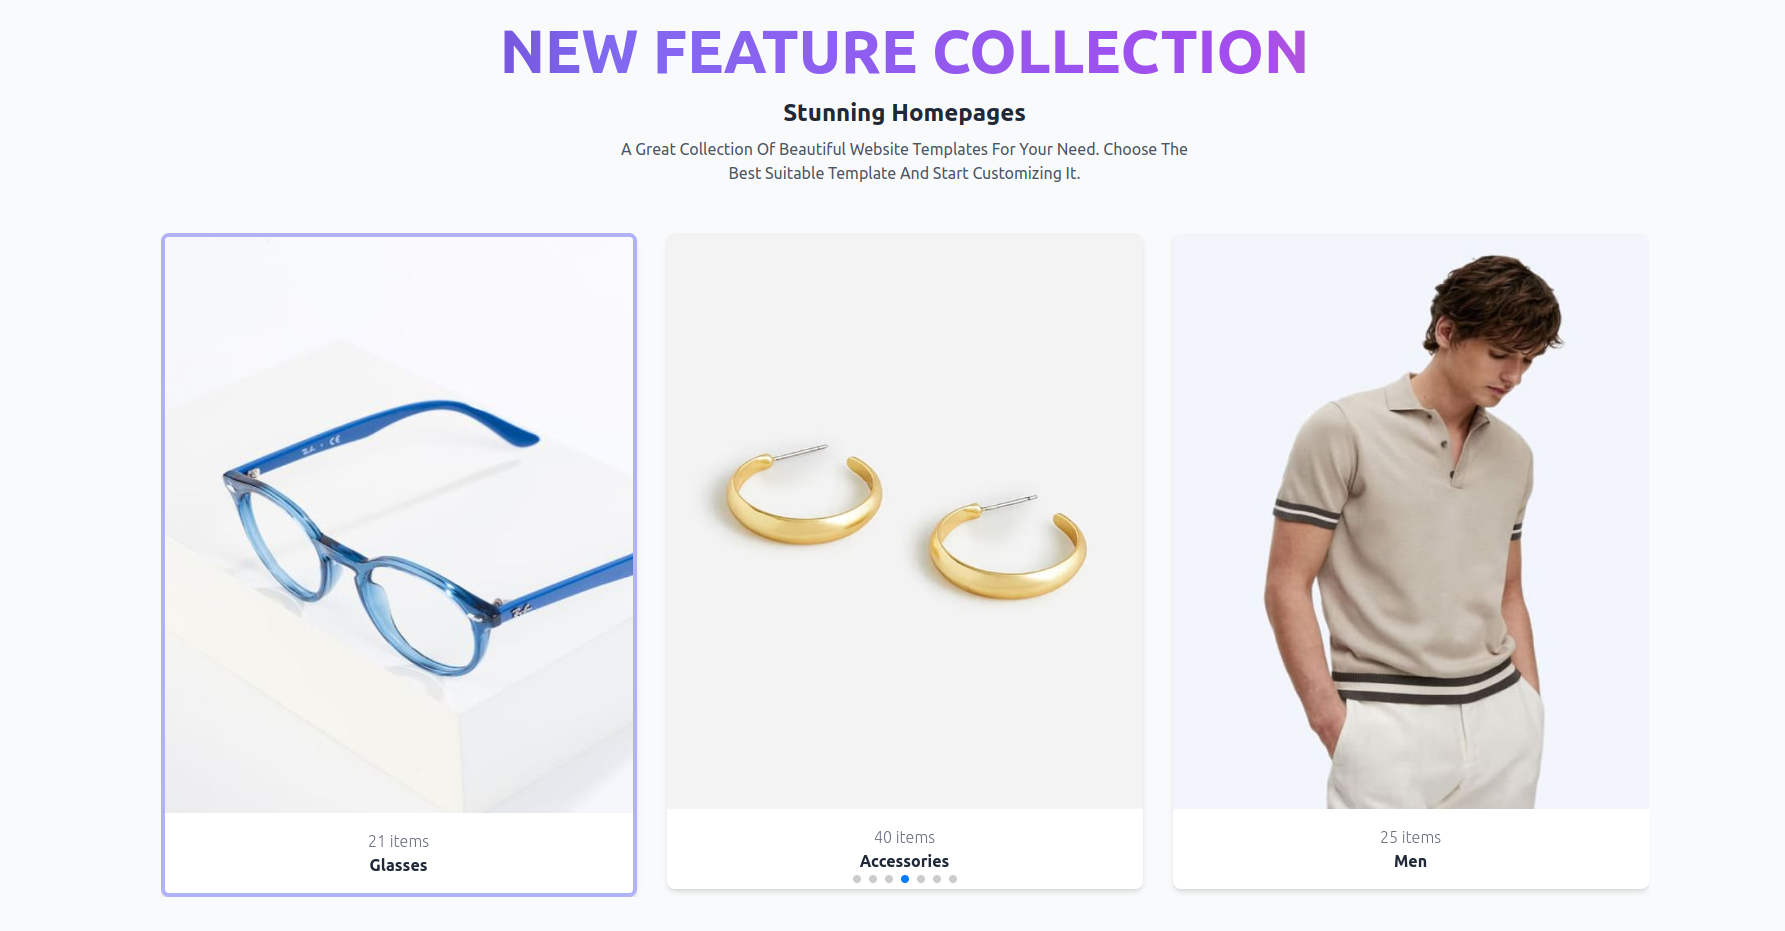 NEW FEATURE COLLECTION
Stunning Homepages
A Great Collection Of Beautiful Website Templates For Your Need. Choose The
Best Suitable Template And Start Customizing It.
CE
21 items
Glasses
40 items
Accessories
25 items
Men